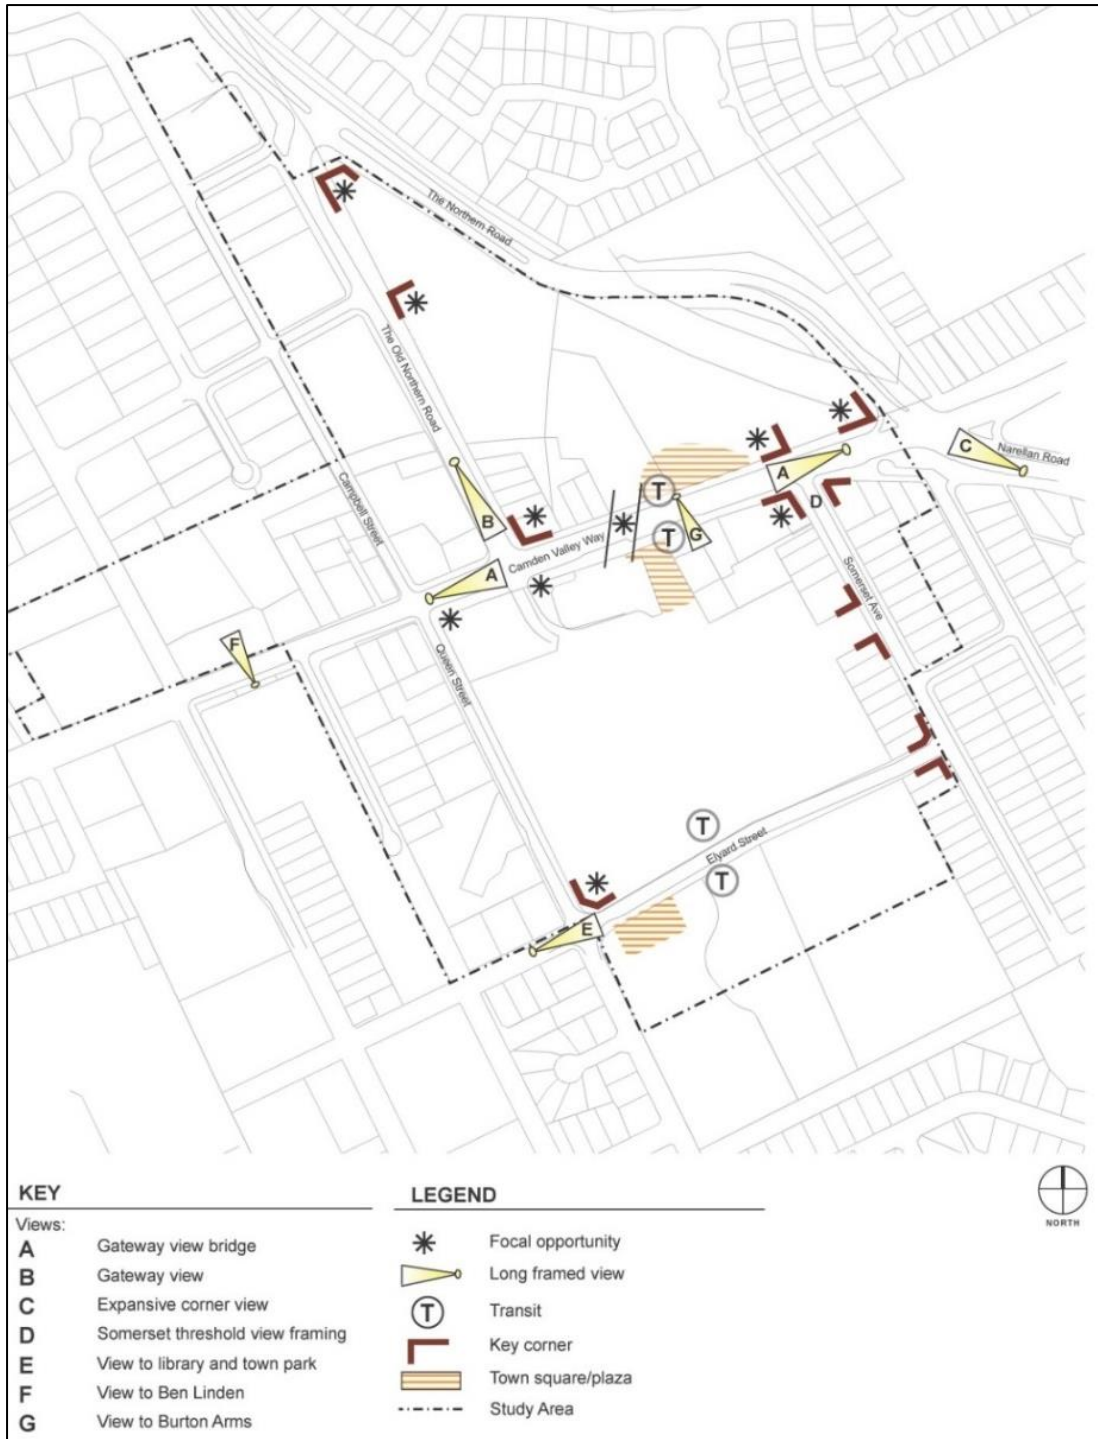 The Northern Road
The Old Northern Road
C
Narellan Road
A
T
D
B
G
T
Camden Valley Way
Campbell Street
A
Somerset Ave
F
Queen Street
T
Elyard Street
T
E
KEY
Views:
A Gateway view bridge
B Gateway view
C Expansive corner view
D Somerset threshold view framing
E View to library and town park
F View to Ben Linden
G View to Burton Arms
LEGEND
Focal opportunity
Long framed view
T Transit
Key corner
Town square/plaza
Study Area
NORTH